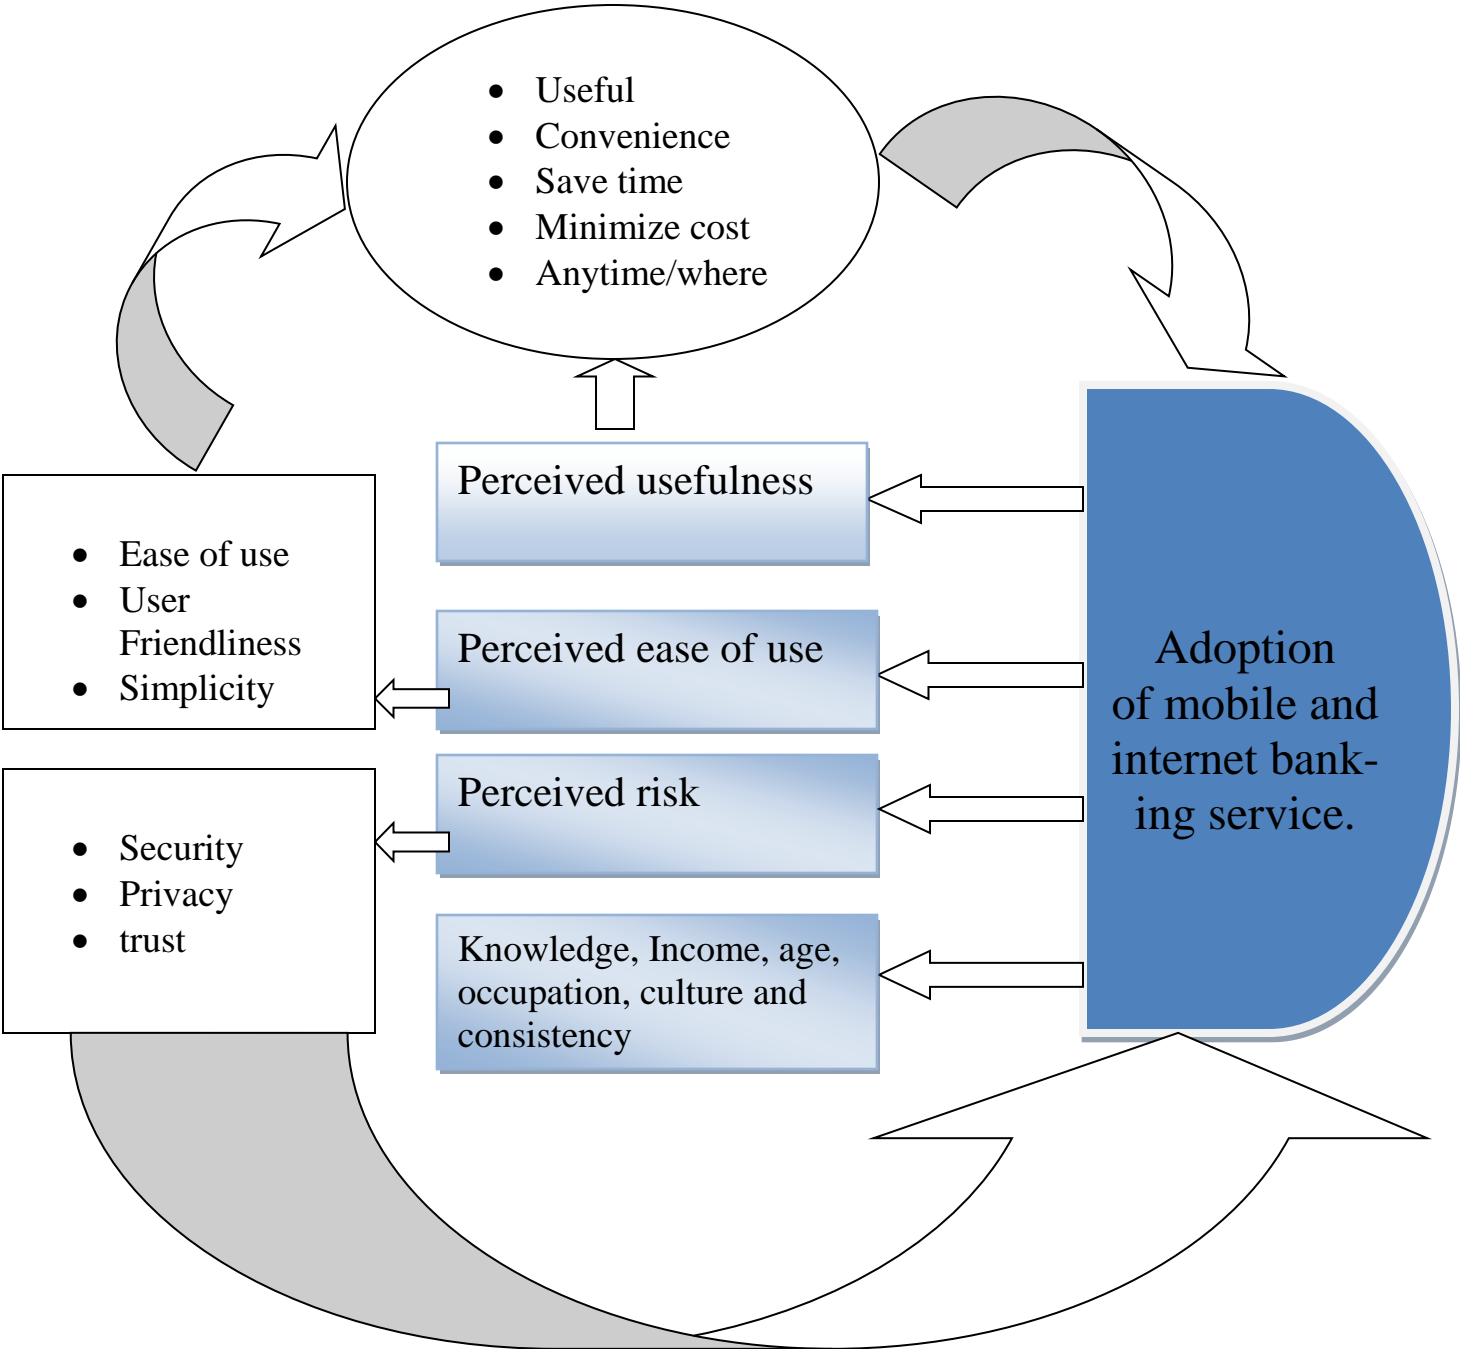 • Useful
• Convenience
• Save time
• Minimize cost
• Anytime/where
Perceived usefulness
• Ease of use
• User
Friendliness
• Simplicity
Perceived ease of use
Perceived risk
• Security
• Privacy
• trust
Knowledge, Income, age,
occupation, culture and
consistency
Adoption
of mobile and
internet bank-
ing service.